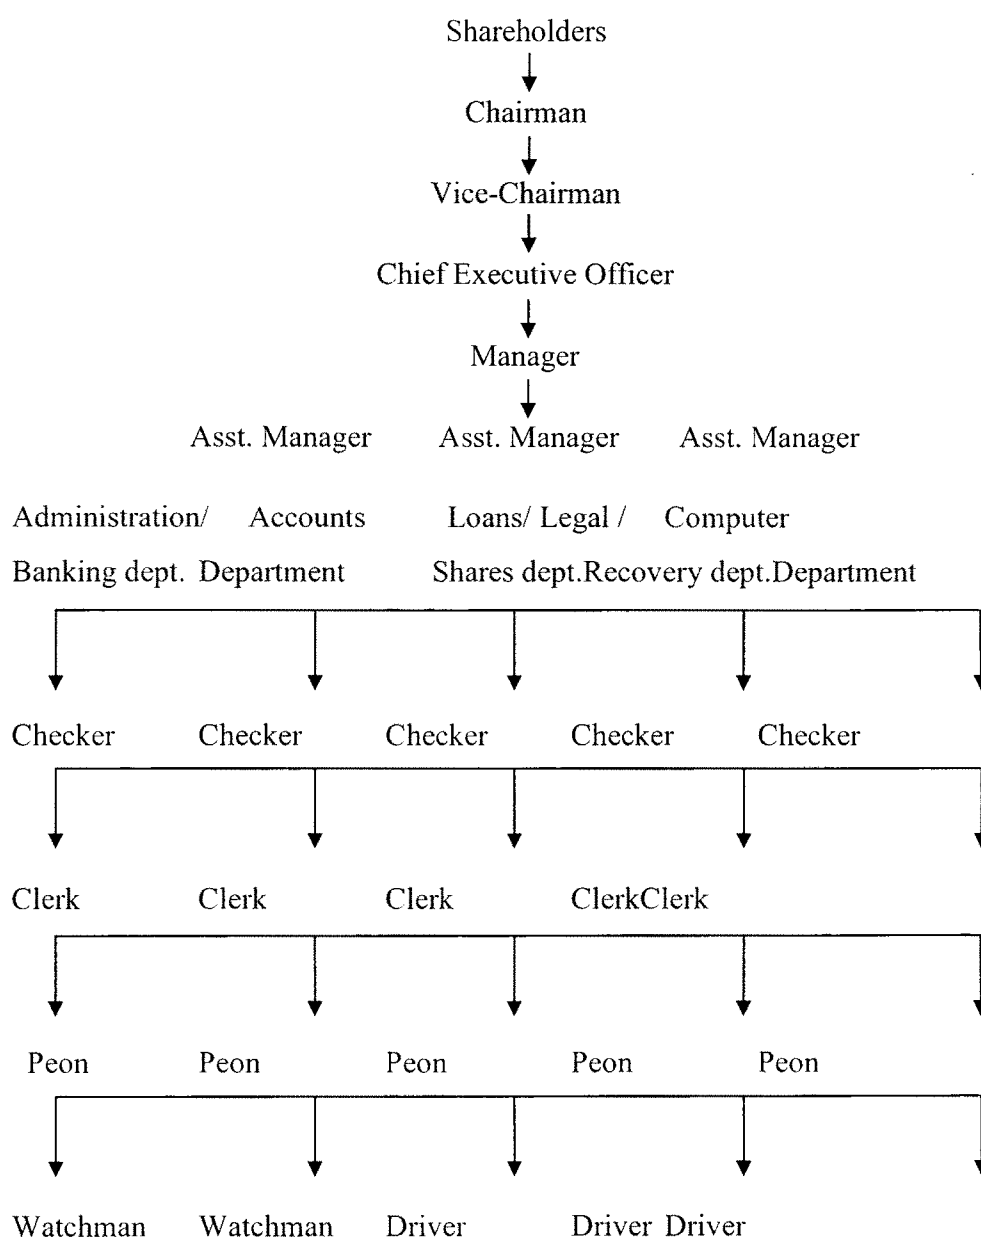 Shareholders
Chairman
Vice-Chairman
Chief Executive Officer
Manager
Asst. Manager Asst. Manager Asst. Manager
Administration/ Accounts Loans/ Legal / Computer
Banking dept. Department Shares dept.Recovery dept.Department
Checker Checker Checker Checker Checker
Clerk Clerk Clerk ClerkClerk
Peon Peon Peon Peon Peon
Watchman Watchman Driver Driver Driver